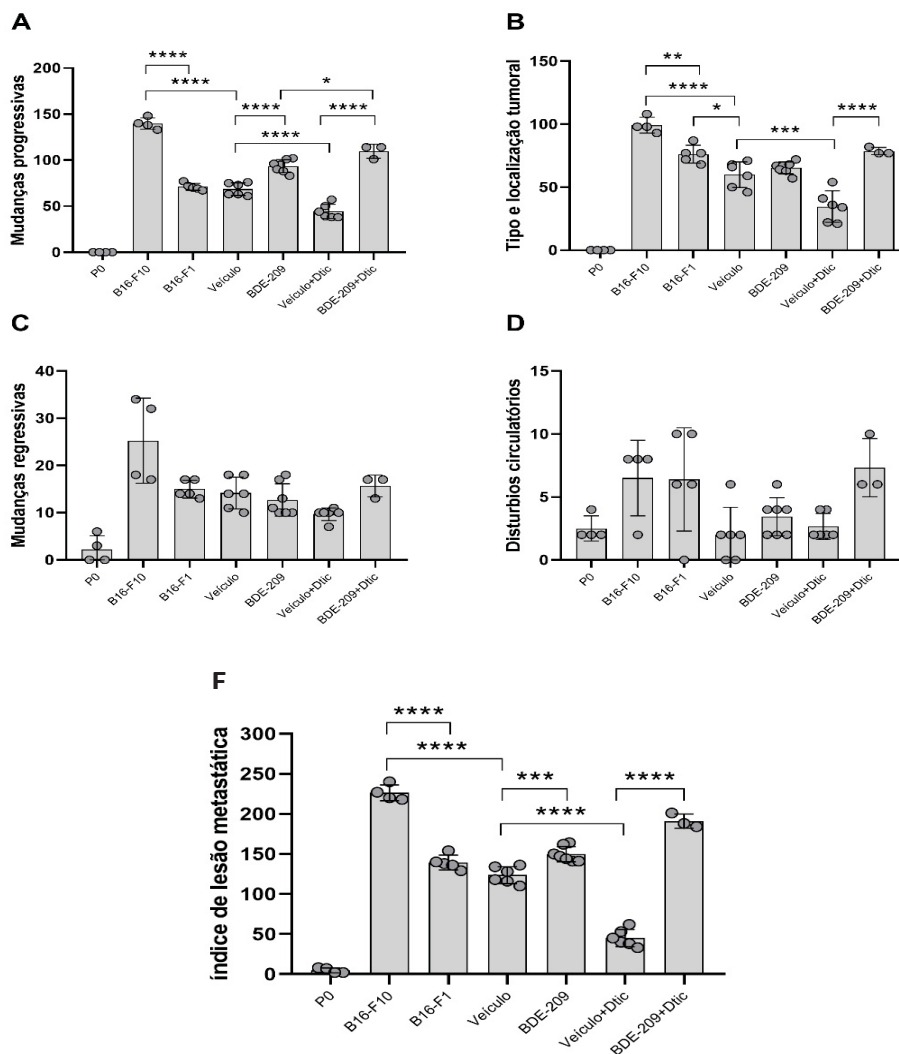 A
Mudanças progressivas
200
150
100
50
0
****
****
*
****
****
****
P0
B16-F10
B16-F1
Veículo
BDE-209
Veículo+Dtic
BDE-209+Dtic
B
Tipo e localização tumoral
150
100
50
0
**
****
*
***
****
P0
B16-F10
B16-F1
Veículo
BDE-209
Veículo+Dtic
BDE-209+Dtic
C
Mudanças regressivas
40
30
20
10
0
P0
B16-F10
B16-F1
Veículo
BDE-209
Veículo+Dtic
BDE-209+Dtic
D
Disturbios circulatórios
15
10
5
0
P0
B16-F10
B16-F1
Veículo
BDE-209
Veículo+Dtic
BDE-209+Dtic
F
índice de lesão metastática
300
250
200
150
100
50
0
****
****
***
****
****
P0
B16-F10
B16-F1
Veículo
BDE-209
Veículo+Dtic
BDE-209+Dtic